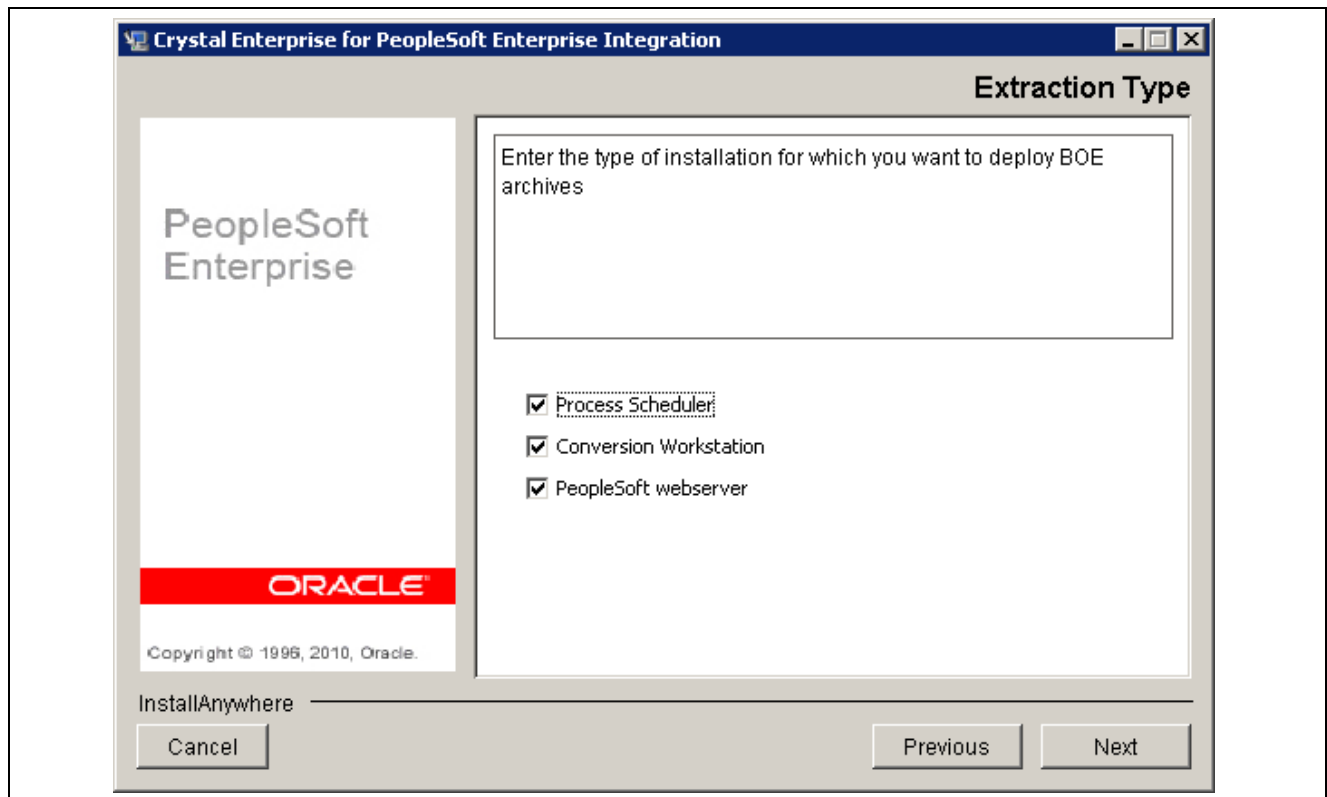 Crystal Enterprise for PeopleSoft Enterprise Integration
Extraction Type
PeopleSoft
Enterprise
Enter the type of installation for which you want to deploy BOE
archives
Process Scheduler
Conversion Workstation
PeopleSoft webserver
ORACLE
Copyright © 1996, 2010, Oracle.
InstallAnywhere
Cancel
Previous
Next